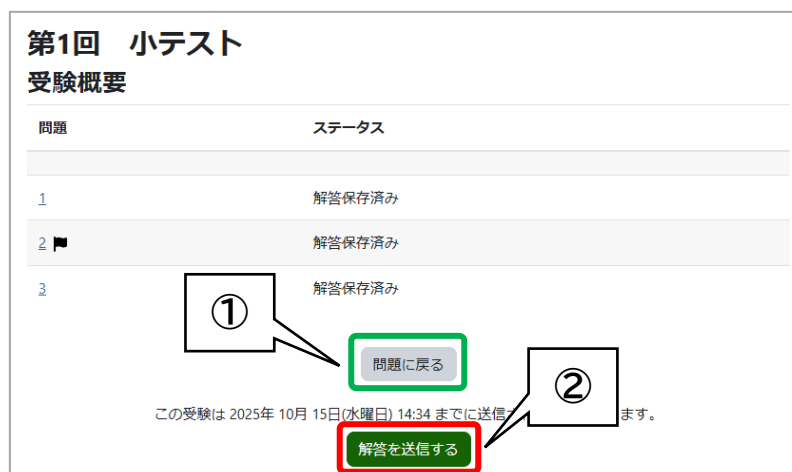 第1回 小テスト
受験概要
問題 ステータス
1 解答保存済み
2 解答保存済み
3 解答保存済み
①
問題に戻る
②
この受験は 2025年 10月 15日(水曜日) 14:34 までに送信 ます。
解答を送信する